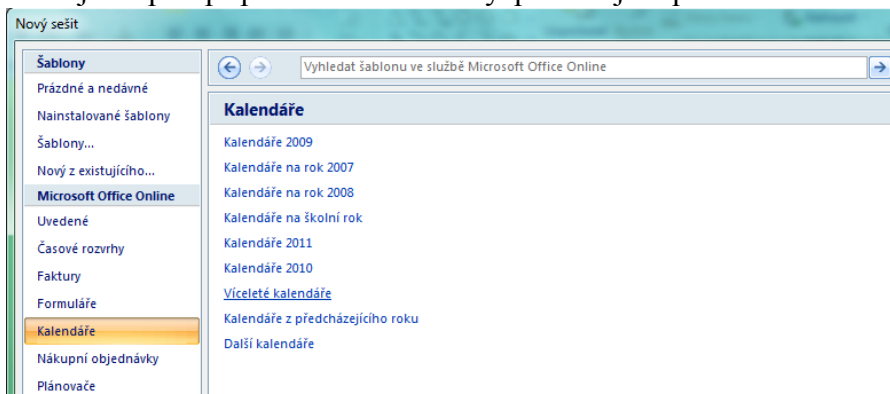 Nový sešit
Šablony
Prázdné a nedávné
Nainstalované šablony
Šablony...
Nový z existujícího...
Microsoft Office Online
Uvedené
Časové rozvrhy
Faktury
Formuláře
Kalendáře
Nákupní objednávky
Plánovače
Vyhledat šablonu ve službě Microsoft Office Online
Kalendáře
Kalendáře 2009
Kalendáře na rok 2007
Kalendáře na rok 2008
Kalendáře na školní rok
Kalendáře 2011
Kalendáře 2010
Víceleté kalendáře
Kalendáře z předcházejícího roku
Další kalendáře